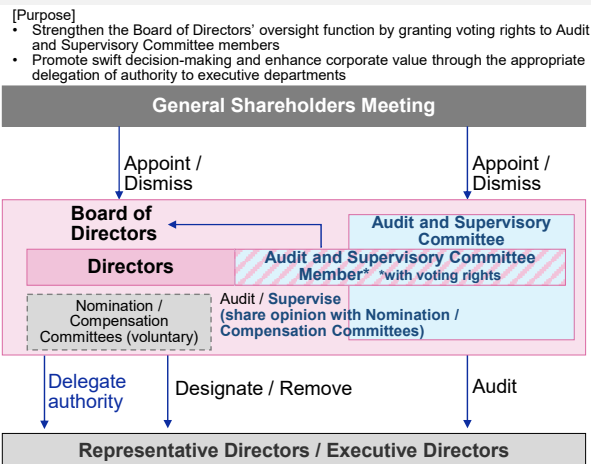 [Purpose]
• Strengthen the Board of Directors’ oversight function by granting voting rights to Audit
and Supervisory Committee members
• Promote swift decision-making and enhance corporate value through the appropriate
delegation of authority to executive departments
General Shareholders Meeting
Appoint /
Dismiss
Appoint /
Dismiss
Board of
Directors
Audit and Supervisory
Committee
Directors
Audit and Supervisory Committee
Member* *with voting rights
Nomination /
Compensation
Committees (voluntary)
Audit / Supervise
(share opinion with Nomination /
Compensation Committees)
Delegate
authority
Designate / Remove
Audit
Representative Directors / Executive Directors